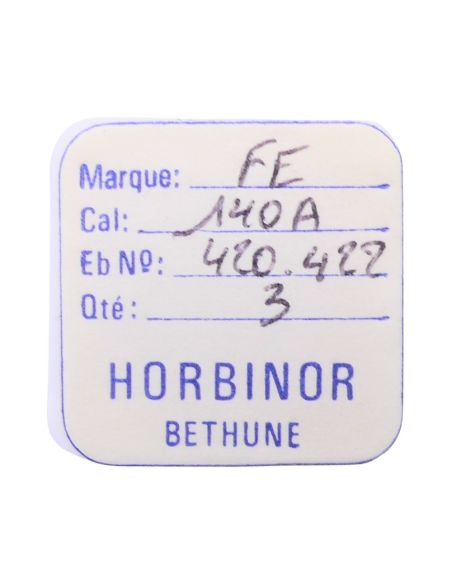 Marque: FE
Cal: 140A
Eb Nº: 420.422
Qté: 3
HORBINOR
BETHUNE